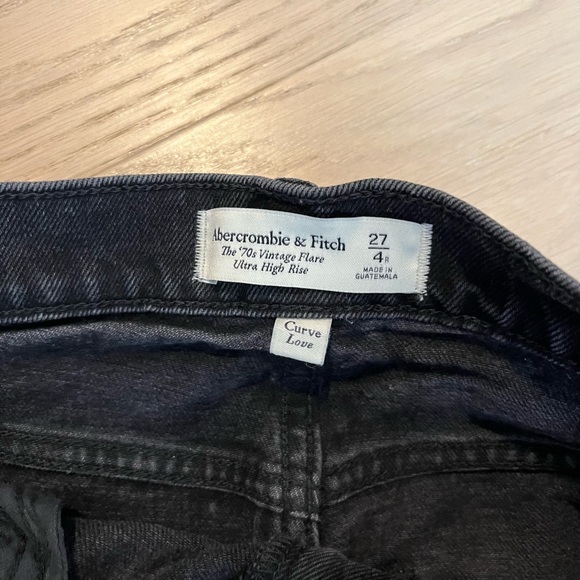 Abercrombie & Fitch
The '70s Vintage Flare
Ultra High Rise
27
4R
MADE IN
GUATEMALA
Curve
Love